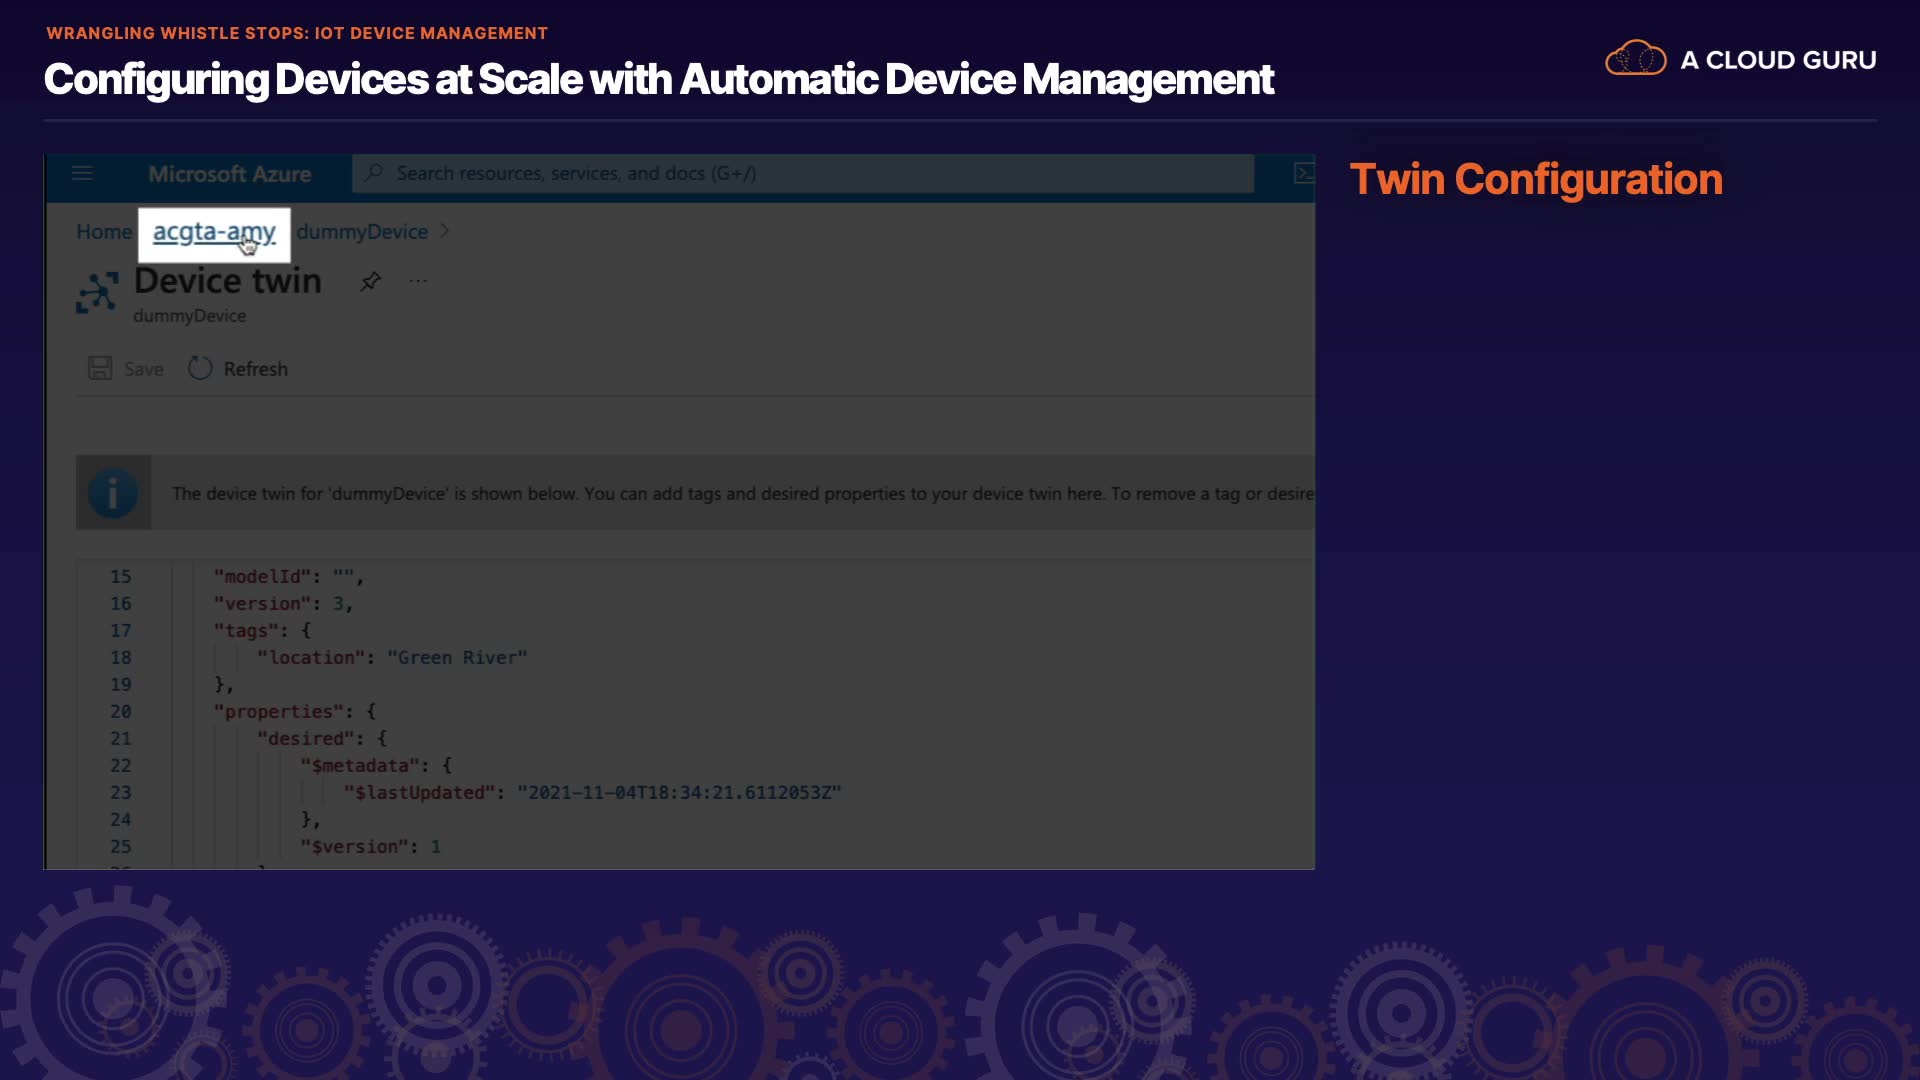 WRANGLING WHISTLE STOPS: IOT DEVICE MANAGEMENT
Configuring Devices at Scale with Automatic Device Management
A CLOUD GURU
Microsoft Azure
Search resources, services, and docs (G+/)
Twin Configuration
Home acgta-amy dummyDevice
Device twin
dummyDevice
Save Refresh
The device twin for 'dummyDevice' is shown below. You can add tags and desired properties to your device twin here. To remove a tag or desire
15 "modelId": "",
16 "version": 3,
17 "tags": {
18 "location": "Green River"
19 },
20 "properties": {
21 "desired": {
22 "$metadata": {
23 "$lastUpdated": "2021-11-04T18:34:21.6112053Z"
24 },
25 "$version": 1